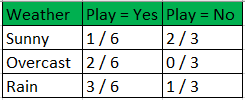 Weather Play = Yes Play = No
Sunny 1 / 6 2 / 3
Overcast 2 / 6 0 / 3
Rain 3 / 6 1 / 3